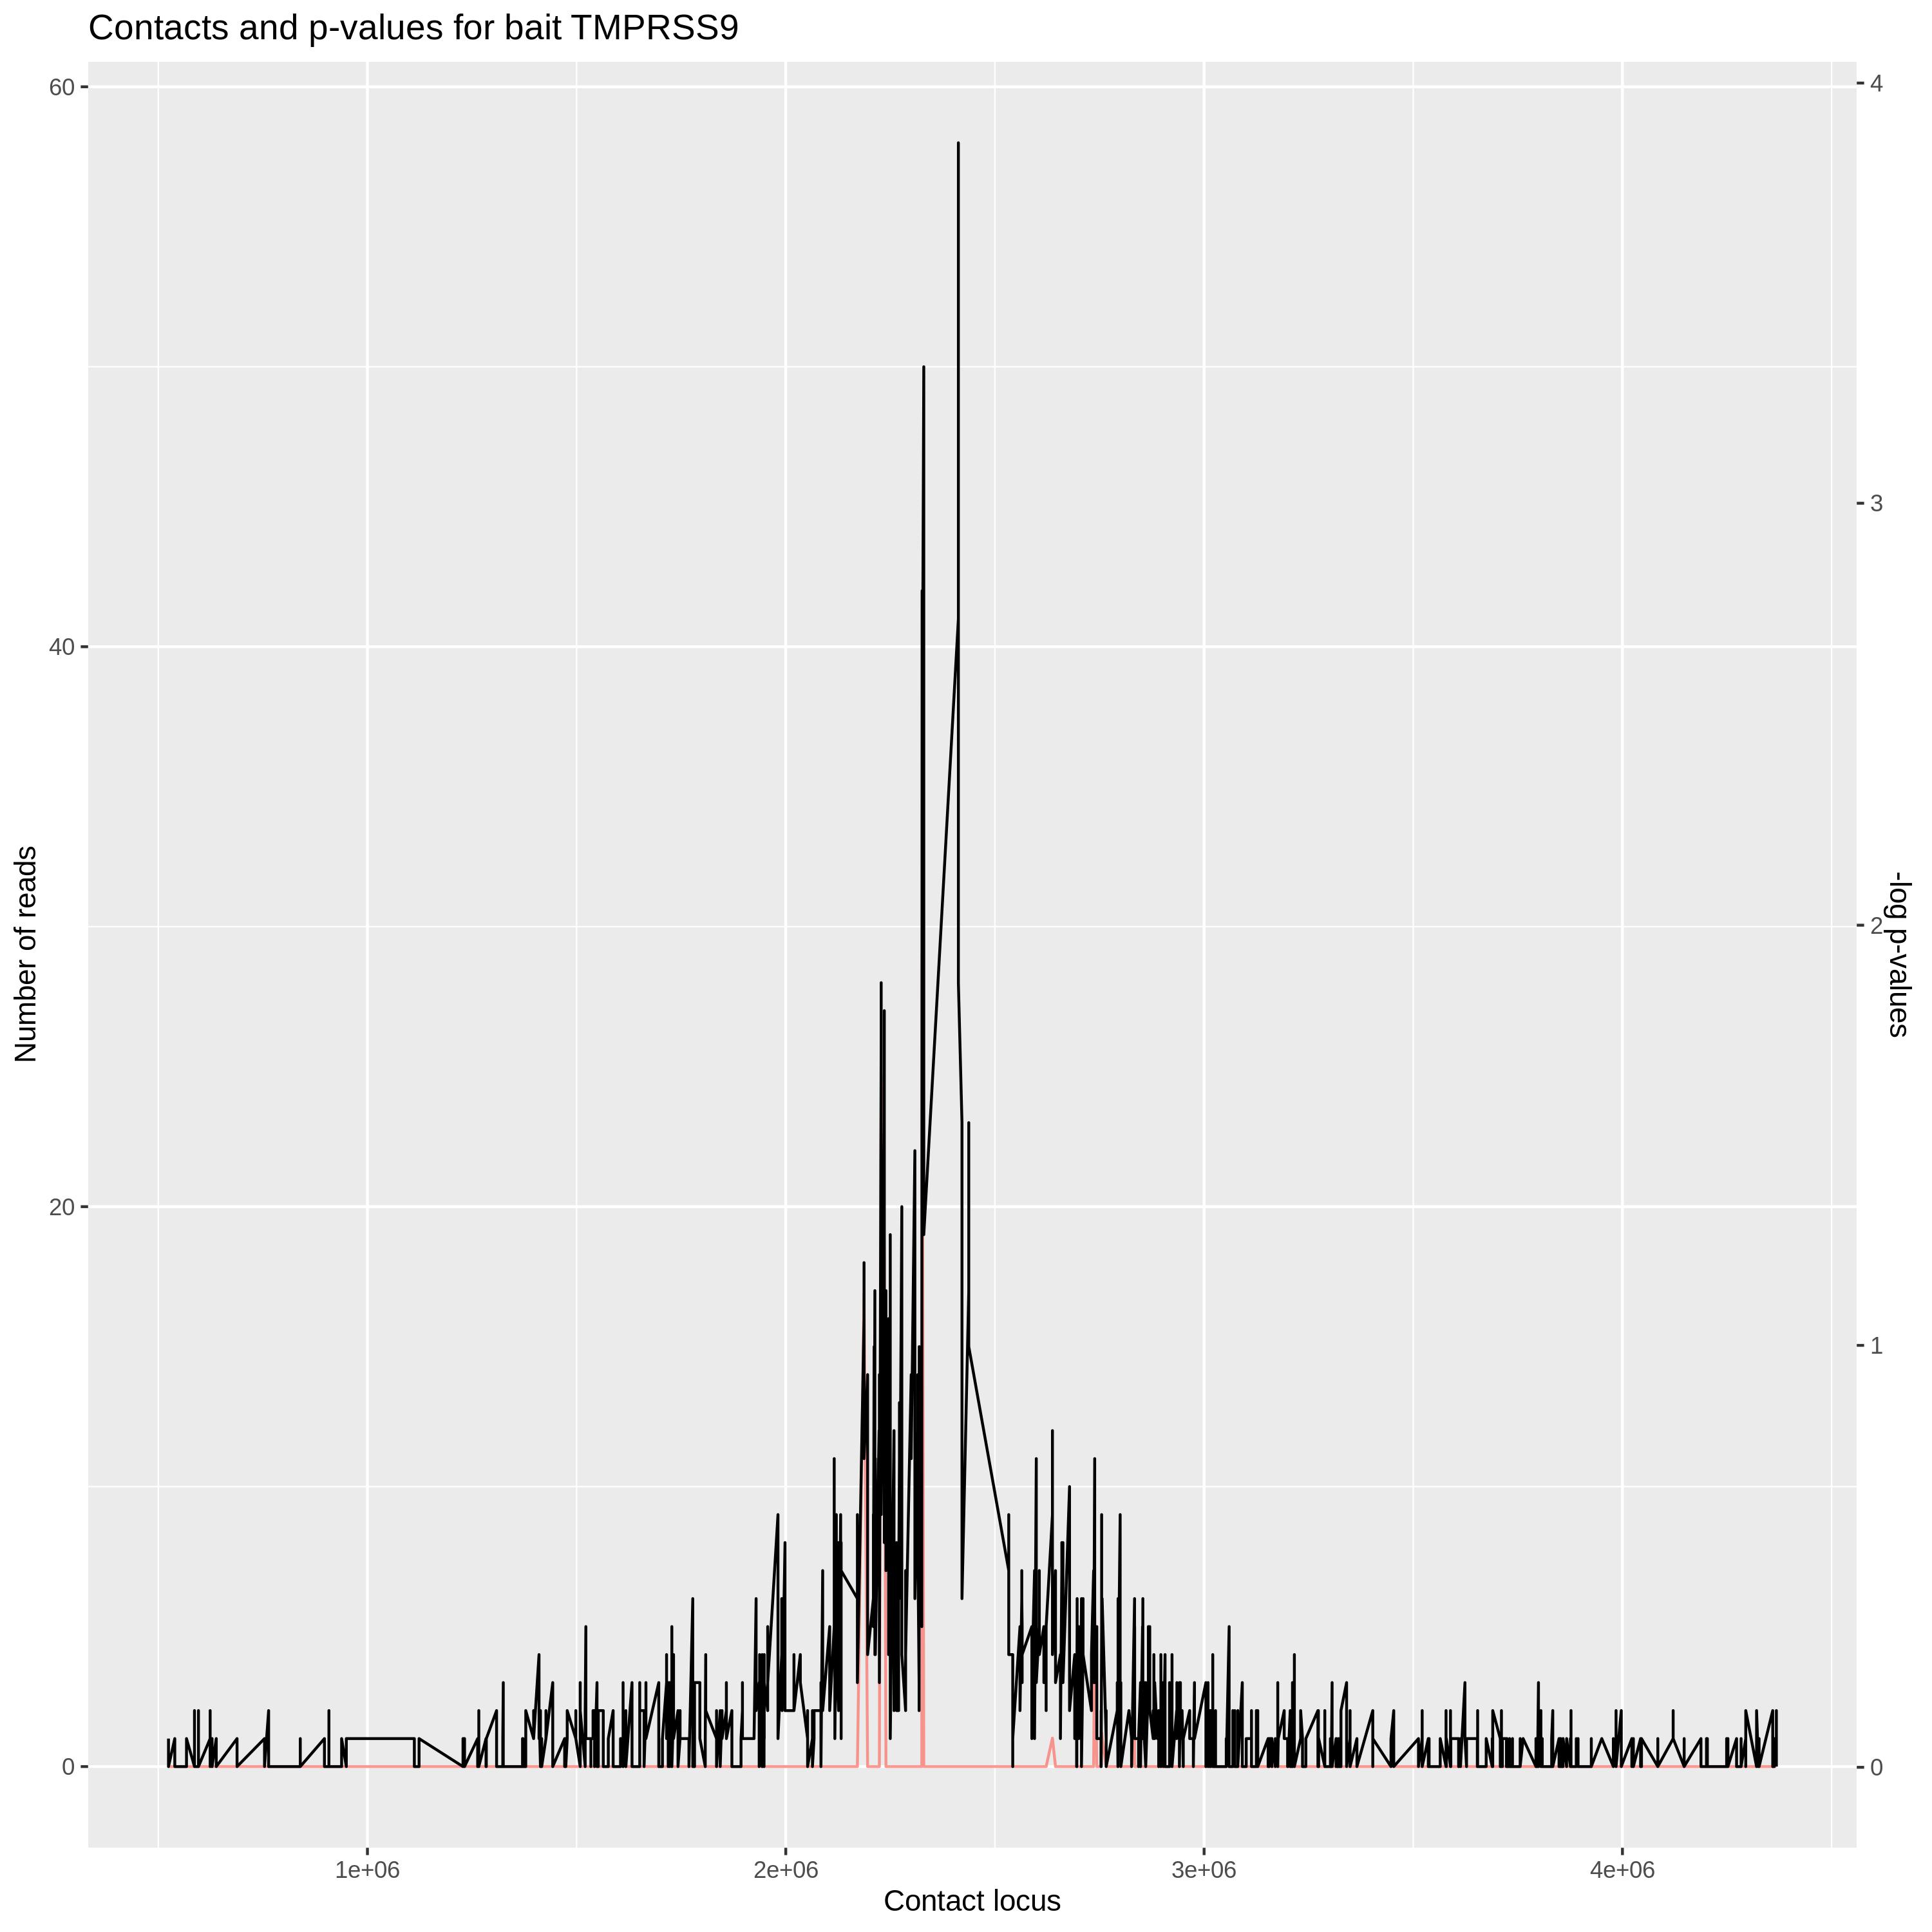 Contacts and p-values for bait TMPRSS9
60
40
20
0
4
3
2
1
0
Number of reads
-log p-values
1e+06
2e+06
3e+06
4e+06
Contact locus